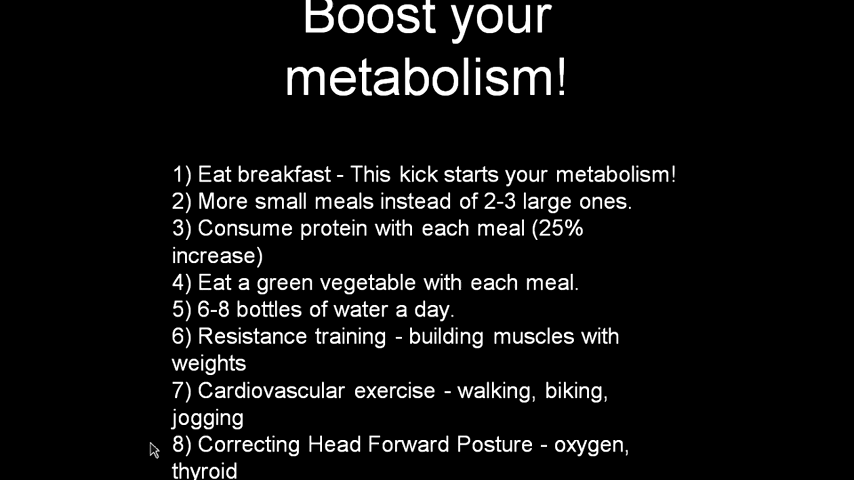 Boost your
metabolism!
1) Eat breakfast - This kick starts your metabolism!
2) More small meals instead of 2-3 large ones.
3) Consume protein with each meal (25%
increase)
4) Eat a green vegetable with each meal.
5) 6-8 bottles of water a day.
6) Resistance training - building muscles with
weights
7) Cardiovascular exercise - walking, biking,
jogging
8) Correcting Head Forward Posture - oxygen,
thyroid